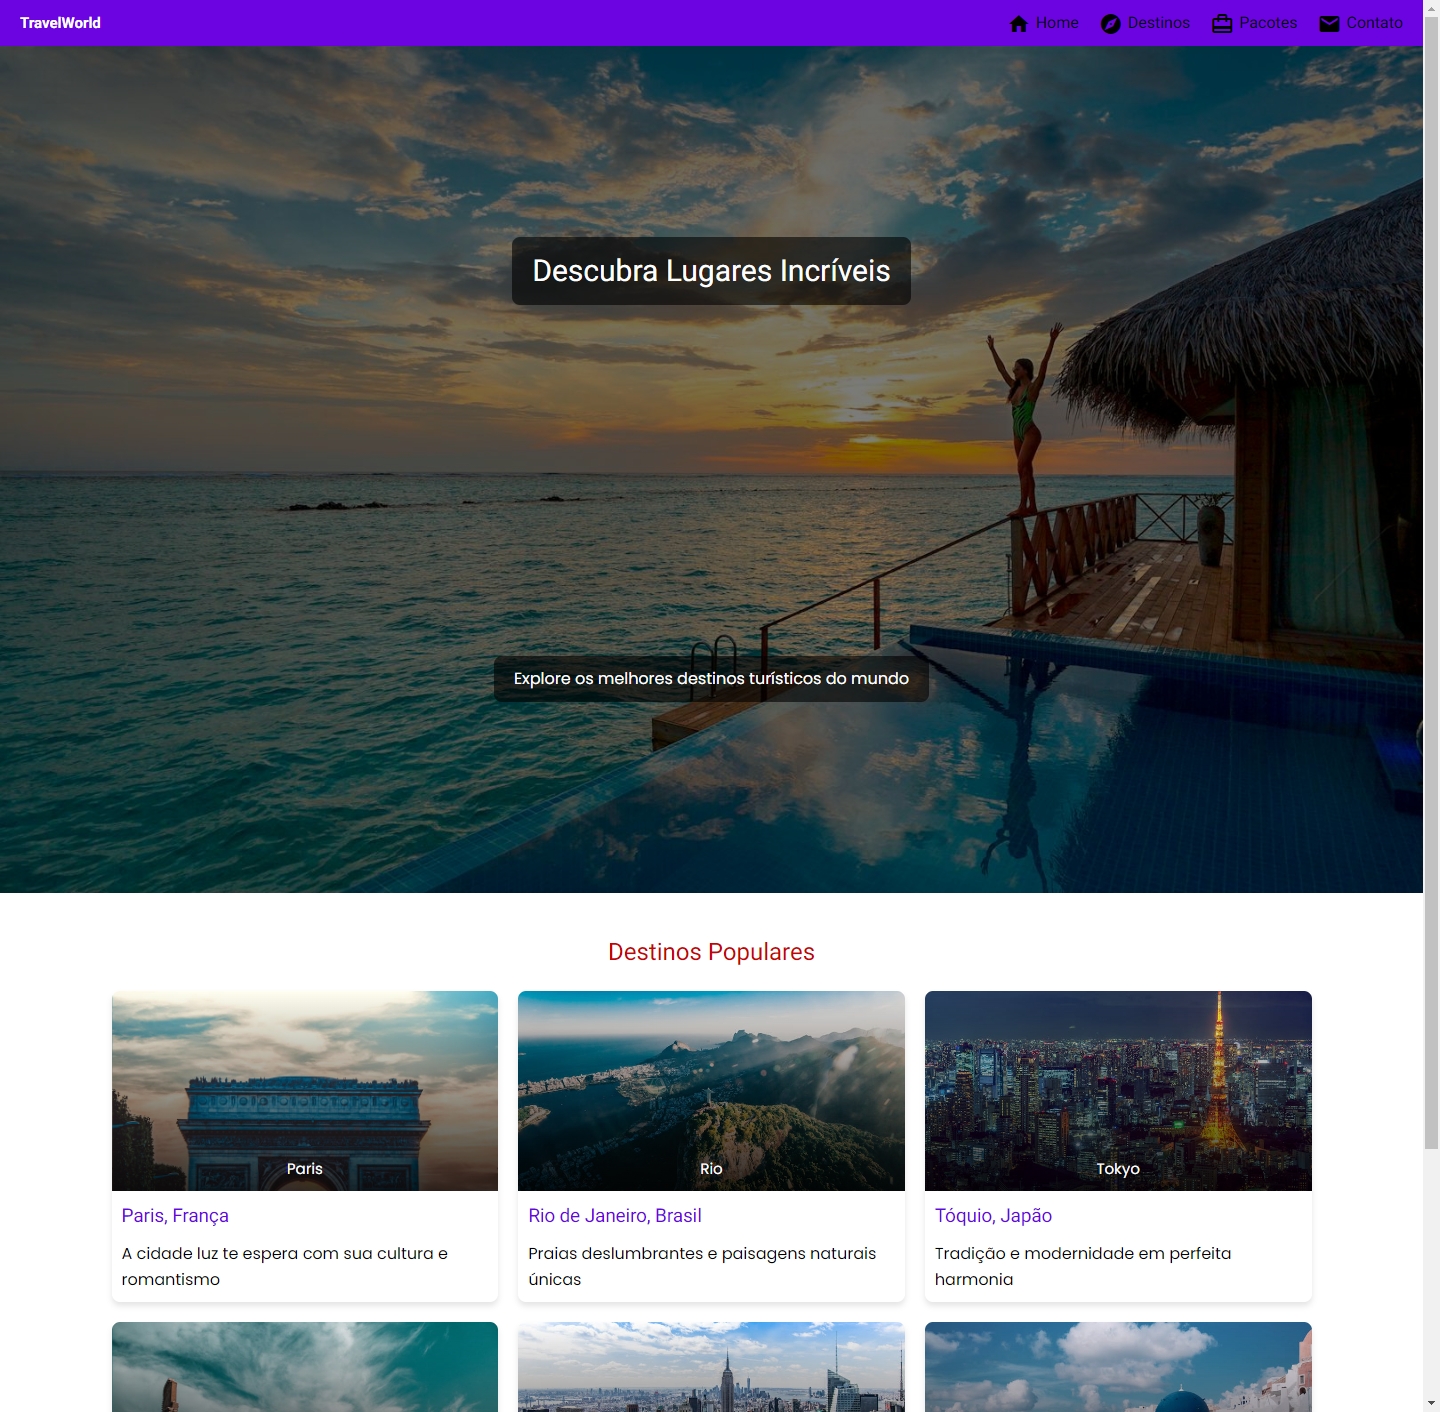 TravelWorld
Home Destinos Pacotes Contato
Descubra Lugares Incríveis
Explore os melhores destinos turísticos do mundo
Destinos Populares
Paris
Rio
Tokyo
Paris, França
A cidade luz te espera com sua cultura e
romantismo
Rio de Janeiro, Brasil
Praias deslumbrantes e paisagens naturais
únicas
Tóquio, Japão
Tradição e modernidade em perfeita
harmonia